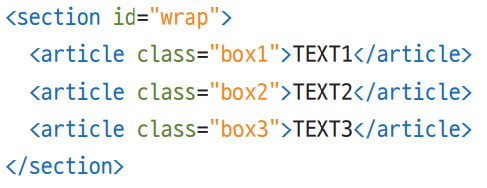 <section id="wrap">
  <article class="box1">TEXT1</article>
  <article class="box2">TEXT2</article>
  <article class="box3">TEXT3</article>
</section>